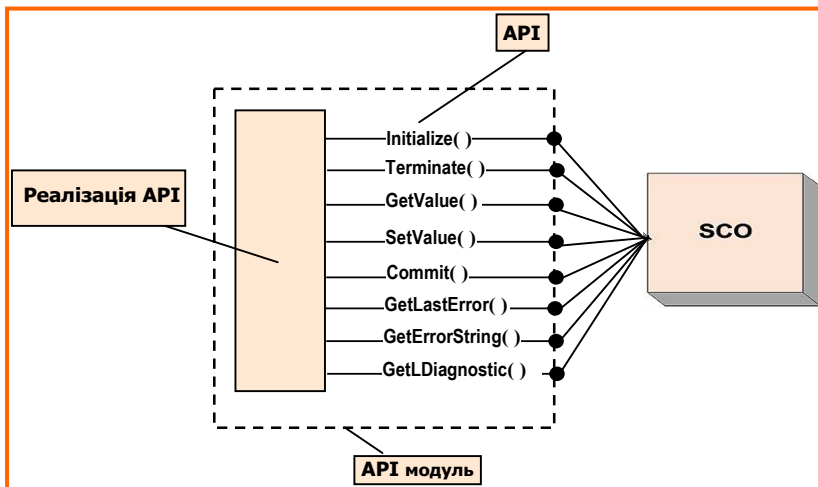 API
Initialize( )
Terminate( )
GetValue( )
SetValue( )
Commit( )
GetLastError( )
GetErrorString( )
GetLDiagnostic( )
Реалізація API
SCO
API модуль